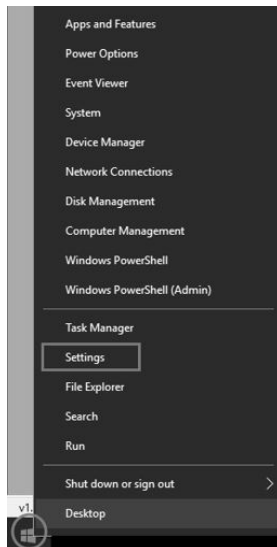 Apps and Features
Power Options
Event Viewer
System
Device Manager
Network Connections
Disk Management
Computer Management
Windows PowerShell
Windows PowerShell (Admin)
Task Manager
Settings
File Explorer
Search
Run
Shut down or sign out
Desktop
v1.